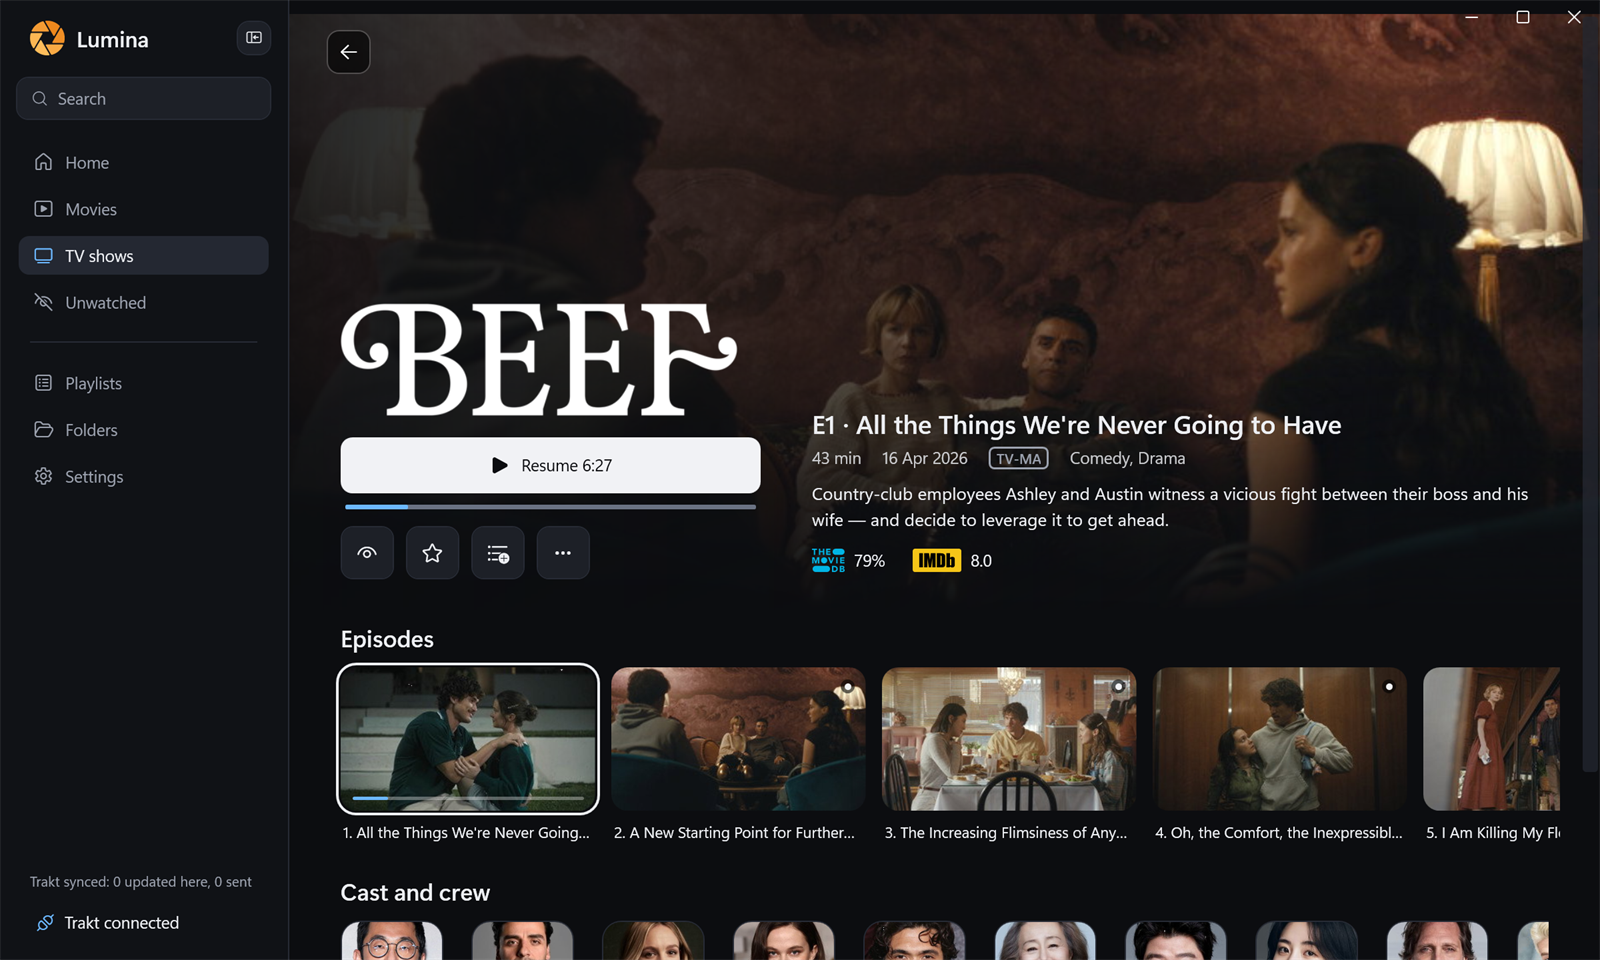 Lumina
Search
Home
Movies
TV shows
Unwatched
Playlists
Folders
Settings
Trakt synced: 0 updated here, 0 sent
Trakt connected
BEEF
Resume 6:27
E1 · All the Things We're Never Going to Have
43 min 16 Apr 2026 TV-MA Comedy, Drama
Country-club employees Ashley and Austin witness a vicious fight between their boss and his
wife — and decide to leverage it to get ahead.
THE MOVIE DB 79% IMDb 8.0
Episodes
1. All the Things We're Never Going...
2. A New Starting Point for Further...
3. The Increasing Flimsiness of Any...
4. Oh, the Comfort, the Inexpressibl...
5. I Am Killing My
Cast and crew